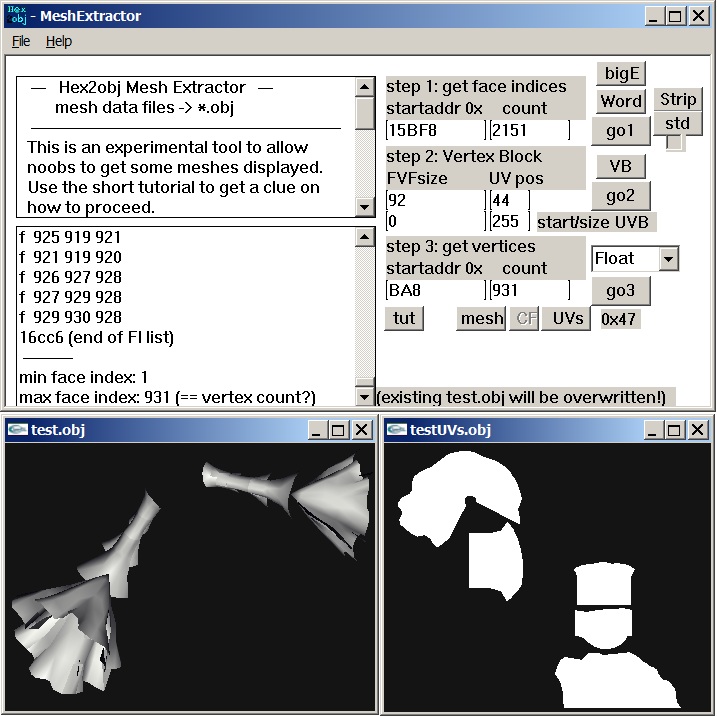 Hex obj - MeshExtractor
File Help
— Hex2obj Mesh Extractor —
mesh data files -> *.obj
This is an experimental tool to allow
noobs to get some meshes displayed.
Use the short tutorial to get a clue on
how to proceed.
f 925 919 921
f 921 919 920
f 926 927 928
f 927 929 928
f 929 930 928
16cc6 (end of FI list)
min face index: 1
max face index: 931 (== vertex count?)
step 1: get face indices
startaddr 0x count
15BF8 2151
bigE
Word
go1
Strip
std
step 2: Vertex Block
FVFsize UV pos
92 44
0 255 start/size UVB
VB
go2
step 3: get vertices
startaddr 0x count
BA8 931
Float
go3
tut mesh CF UVs 0x47
(existing test.obj will be overwritten!)
test.obj
testUVs.obj